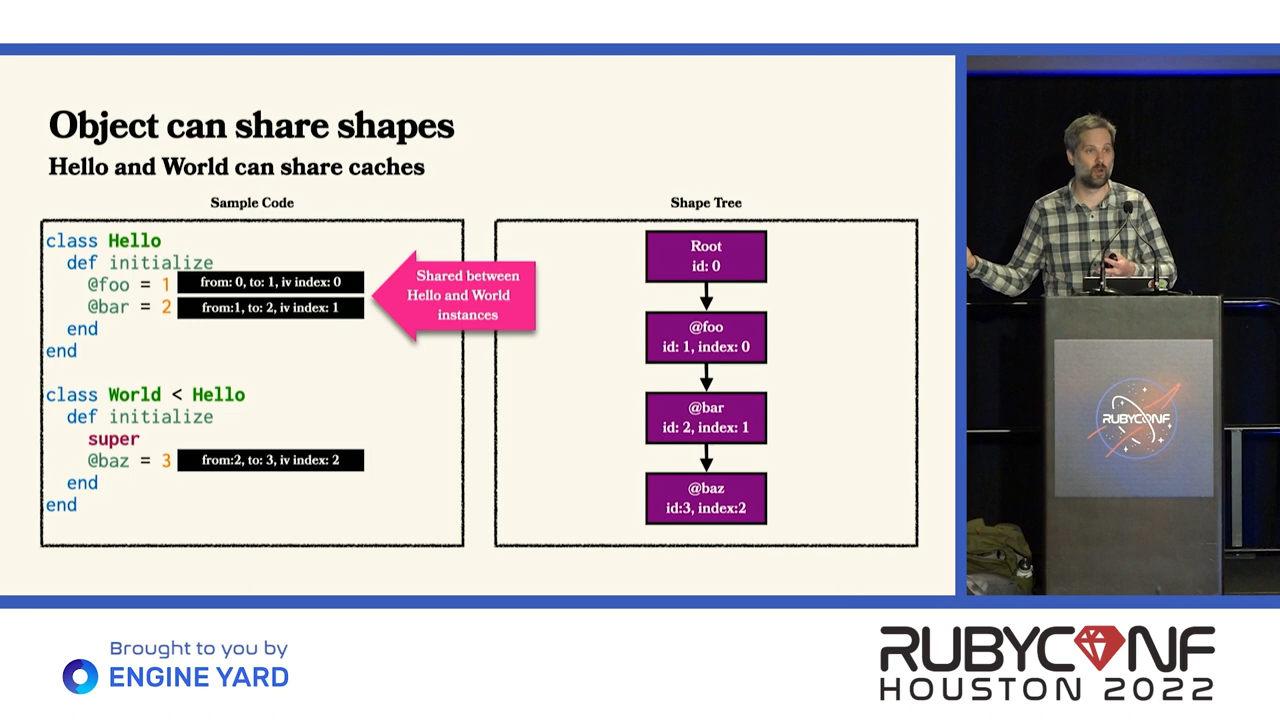 Object can share shapes
Hello and World can share caches
Sample Code
class Hello
def initialize
@foo = 1
from: 0, to: 1, iv index: 0
@bar = 2
from:1, to: 2, iv index: 1
end
end
class World < Hello
def initialize
super
@baz = 3
from:2, to: 3, iv index: 2
end
end
Shared between
Hello and World
instances
Shape Tree
Root
id: 0
@foo
id: 1, index: 0
@bar
id: 2, index: 1
@baz
id:3, index:2
RUBYCONF
Brought to you by
ENGINE YARD
RUBYCONF
HOUSTON 2022